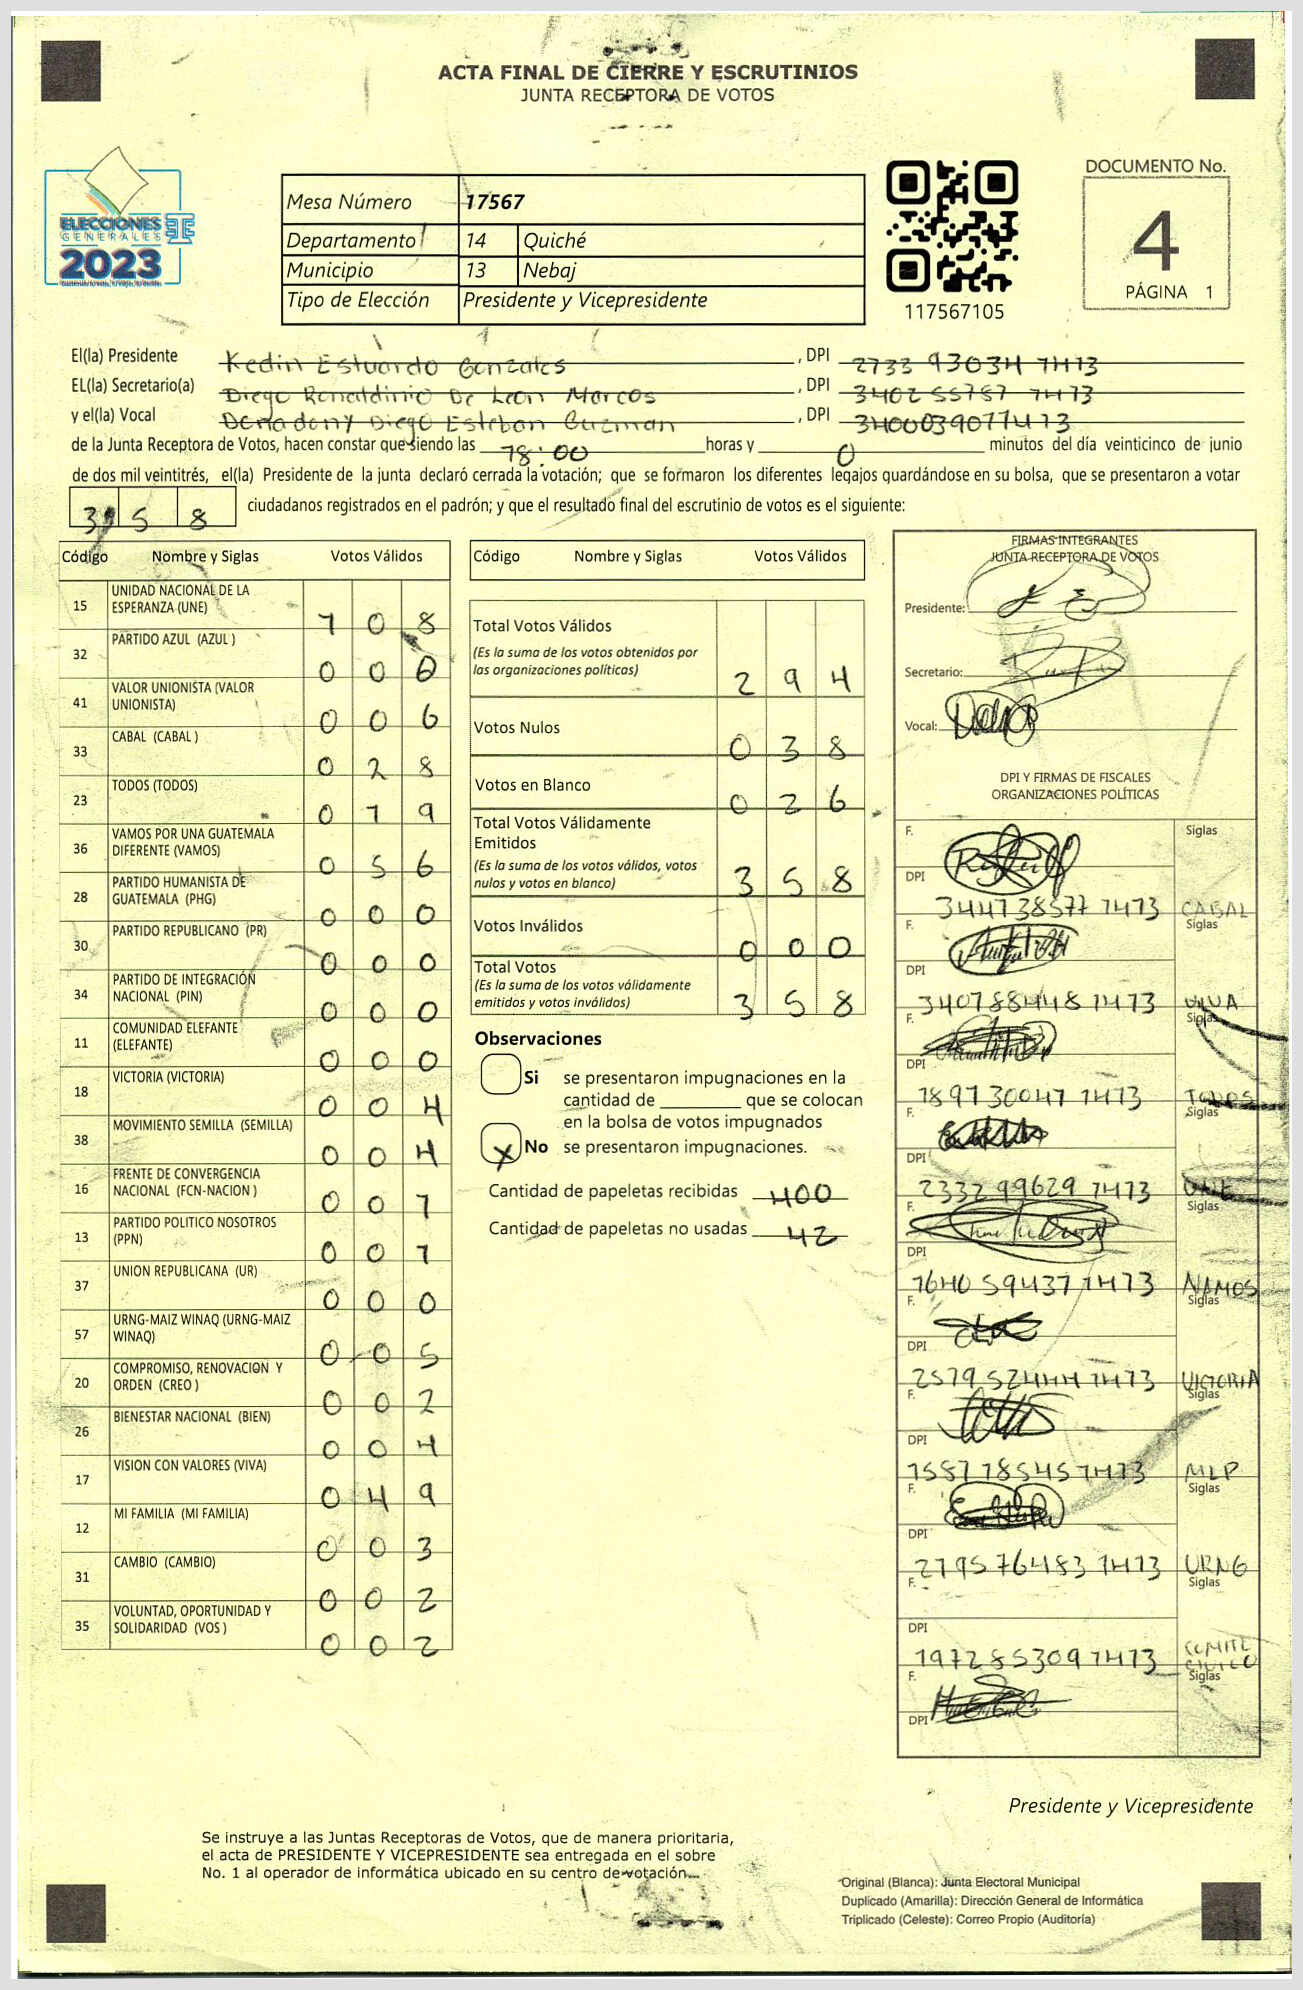 ACTA FINAL DE CIERRE Y ESCRUTINIOS
JUNTA RECEPTORA DE VOTOS
ELECCIONES
GENERALES
2023
Mesa Número 17567
Departamento 14 Quiché
Municipio 13 Nebaj
Tipo de Elección Presidente y Vicepresidente
117567105
DOCUMENTO No.
4
PÁGINA 1
El(la) Presidente Kedin Estuardo Gonzales, DPI 2733 93034 1413
EL(la) Secretario(a) Diego Ronaldinio De Leon Marcos, DPI 3402 55787 1413
y el(la) Vocal Diego Esteban Guzman, DPI 3400039071413
de la Junta Receptora de Votos, hacen constar que siendo las 18:00 horas y 0 minutos del día veinticinco de junio
de dos mil veintitrés, el(la) Presidente de la junta declaró cerrada la votación; que se formaron los diferentes legajos guardándose en su bolsa, que se presentaron a votar
3 5 8 ciudadanos registrados en el padrón; y que el resultado final del escrutinio de votos es el siguiente:
Código Nombre y Siglas Votos Válidos
15 UNIDAD NACIONAL DE LA ESPERANZA (UNE) 1 0 8
32 PARTIDO AZUL (AZUL ) 0 0 0
41 VALOR UNIONISTA (VALOR UNIONISTA) 0 0 6
33 CABAL (CABAL ) 0 2 8
23 TODOS (TODOS) 0 1 9
36 VAMOS POR UNA GUATEMALA DIFERENTE (VAMOS) 0 5 6
28 PARTIDO HUMANISTA DE GUATEMALA (PHG) 0 0 0
30 PARTIDO REPUBLICANO (PR) 0 0 0
34 PARTIDO DE INTEGRACIÓN NACIONAL (PIN) 0 0 0
11 COMUNIDAD ELEFANTE (ELEFANTE) 0 0 0
18 VICTORIA (VICTORIA) 0 0 4
38 MOVIMIENTO SEMILLA (SEMILLA) 0 0 4
16 FRENTE DE CONVERGENCIA NACIONAL (FCN-NACION ) 0 0 1
13 PARTIDO POLITICO NOSOTROS (PPN) 0 0 1
37 UNION REPUBLICANA (UR) 0 0 0
57 URNG-MAIZ WINAQ (URNG-MAIZ WINAQ) 0 0 5
20 COMPROMISO, RENOVACION Y ORDEN (CREO ) 0 0 2
26 BIENESTAR NACIONAL (BIEN) 0 0 4
17 VISION CON VALORES (VIVA) 0 4 9
12 MI FAMILIA (MI FAMILIA) 0 0 3
31 CAMBIO (CAMBIO) 0 0 2
35 VOLUNTAD, OPORTUNIDAD Y SOLIDARIDAD (VOS ) 0 0 2
Código Nombre y Siglas Votos Válidos
Total Votos Válidos 2 9 4
(Es la suma de los votos obtenidos por
las organizaciones políticas)
Votos Nulos 0 3 8
Votos en Blanco 0 2 6
Total Votos Válidamente
Emitidos
(Es la suma de los votos válidos, votos
nulos y votos en blanco) 3 5 8
Votos Inválidos 0 0 0
Total Votos
(Es la suma de los votos válidamente
emitidos y votos inválidos) 3 5 8
Observaciones
Si se presentaron impugnaciones en la
cantidad de ________ que se colocan
en la bolsa de votos impugnados
X No se presentaron impugnaciones.
Cantidad de papeletas recibidas 400
Cantidad de papeletas no usadas 42
FIRMAS INTEGRANTES
JUNTA RECEPTORA DE VOTOS
Presidente:
Secretario:
Vocal:
DPI Y FIRMAS DE FISCALES
ORGANIZACIONES POLÍTICAS
F. Siglas
DPI 3447 38577 1413 CABAL
F. Siglas
DPI 3407 88448 1413 VIVA
F. Siglas
DPI 1897 30047 1413 TODOS
F. Siglas
DPI 2332 99629 1413 UNE
F. Siglas
DPI 1640 59437 1413 VAMOS
F. Siglas
DPI 2579 52444 1413 VICTORIA
F. Siglas
DPI 1587 78545 1413 MLP
F. Siglas
DPI 2795 76483 1413 URNG
F. Siglas
DPI 1972 85309 1413 COMITE CIVICO
F. Siglas
DPI
Presidente y Vicepresidente
Se instruye a las Juntas Receptoras de Votos, que de manera prioritaria,
el acta de PRESIDENTE Y VICEPRESIDENTE sea entregada en el sobre
No. 1 al operador de informática ubicado en su centro de votación
Original (Blanca): Junta Electoral Municipal
Duplicado (Amarilla): Dirección General de Informática
Triplicado (Celeste): Correo Propio (Auditoría)